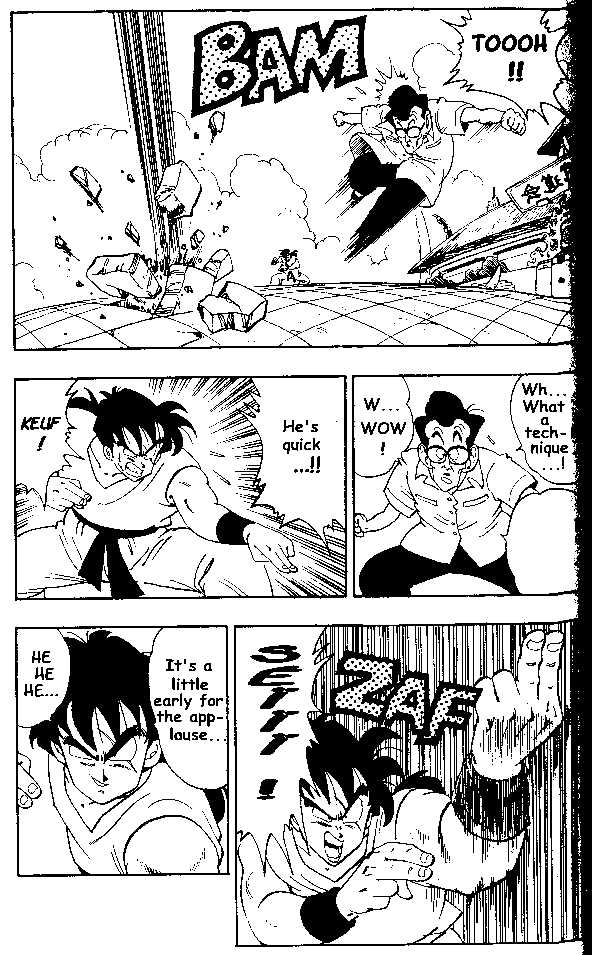 TOOOH
!!
BAM
Wh...
What
a
tech-
nique
...!
W...
WOW
!
He's
quick
...!!
KEUF
!
ZAF
SErrr !
It's a
little
early for
the app-
lause...
HE
HE
HE...